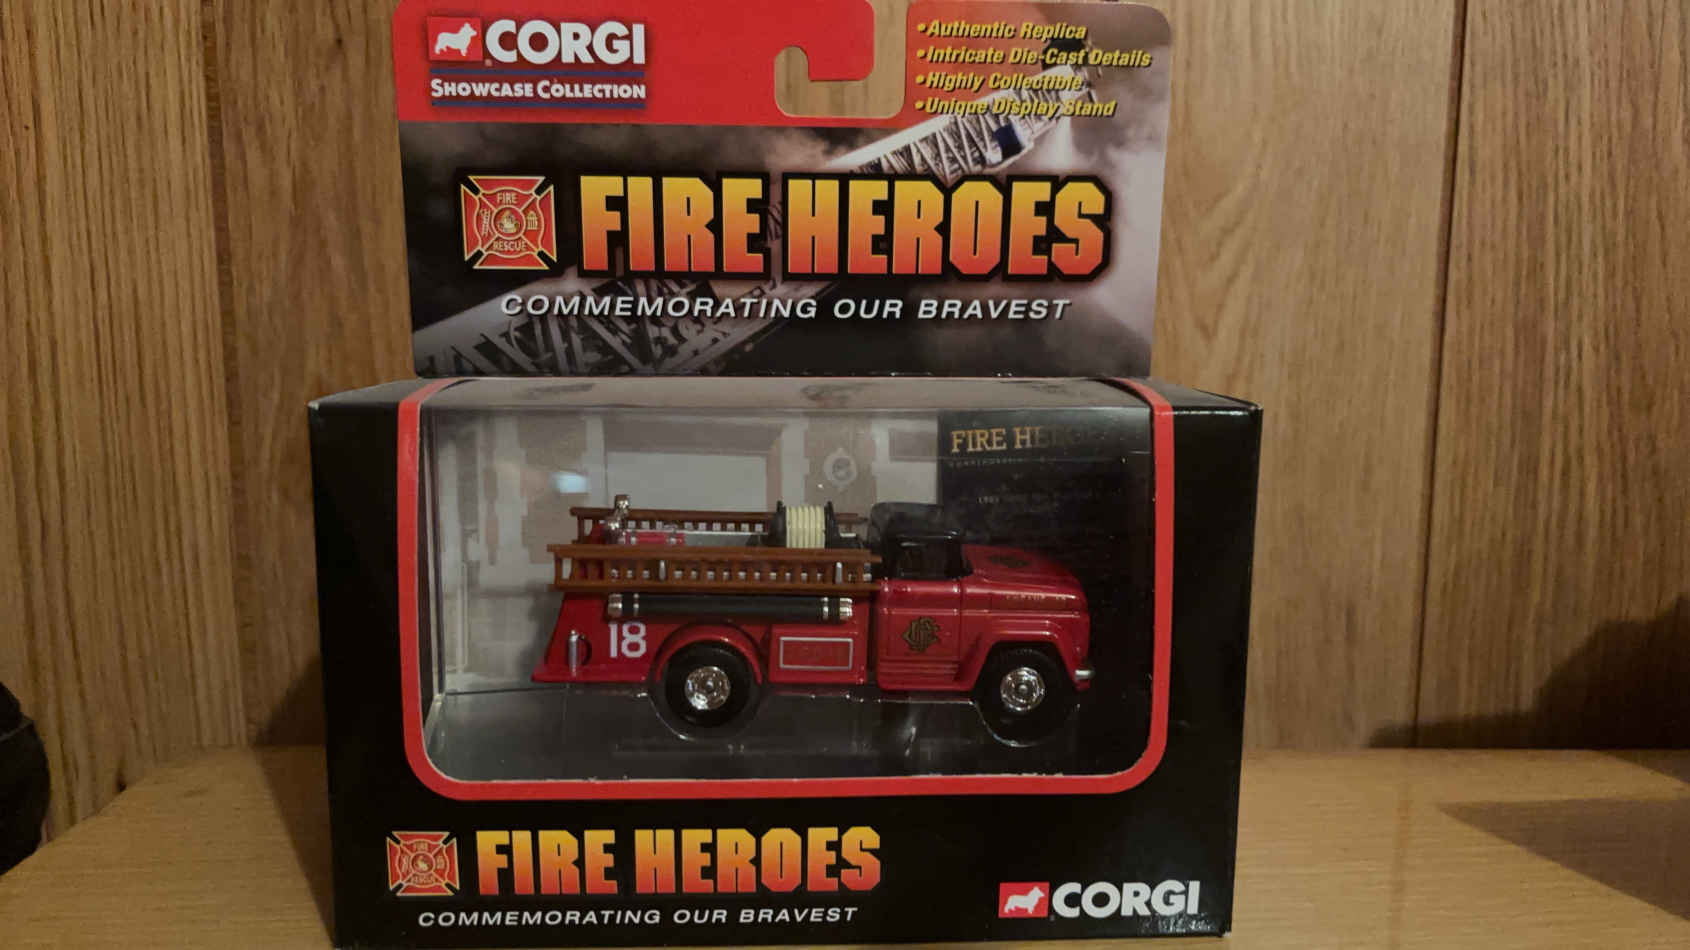 CORGI
SHOWCASE COLLECTION
•Authentic Replica
•Intricate Die-Cast Details
•Highly Collectible
•Unique Display Stand
FIRE
RESCUE
FIRE HEROES
COMMEMORATING OUR BRAVEST
FIRE
18
FIRE
RESCUE
FIRE HEROES
COMMEMORATING OUR BRAVEST
CORGI